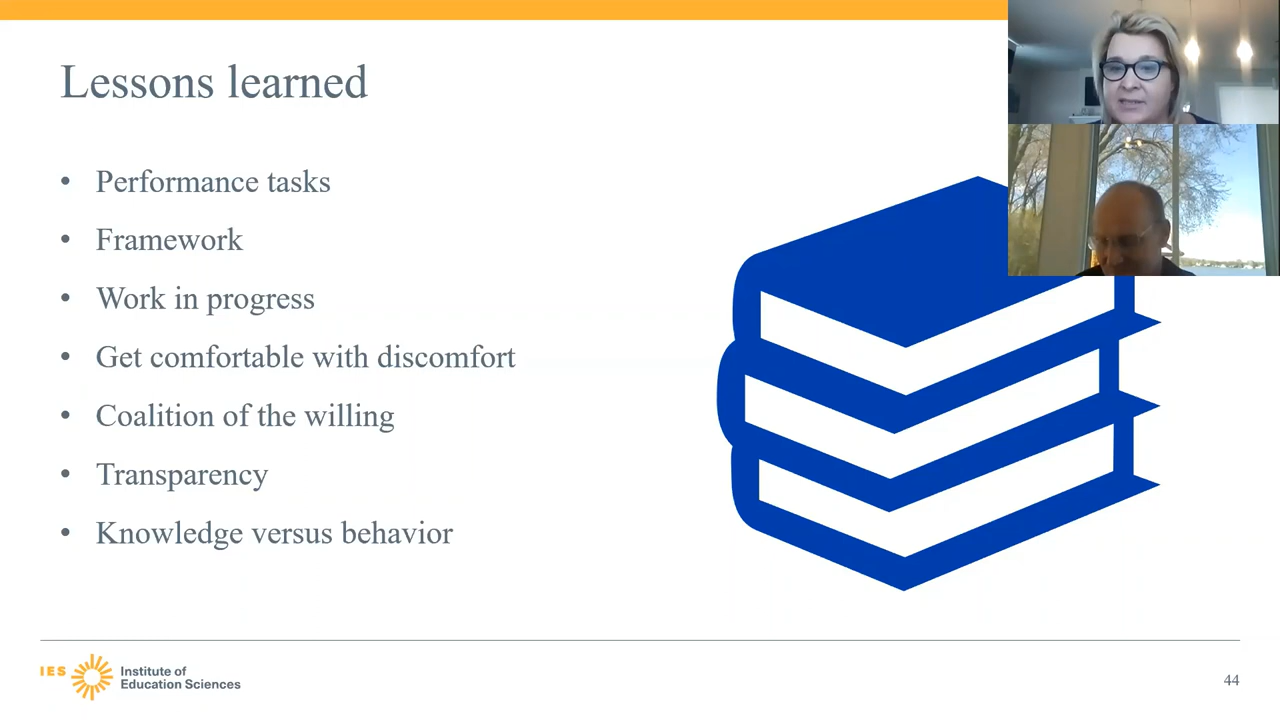 Lessons learned
• Performance tasks
• Framework
• Work in progress
• Get comfortable with discomfort
• Coalition of the willing
• Transparency
• Knowledge versus behavior
IES
Institute of
Education Sciences
44